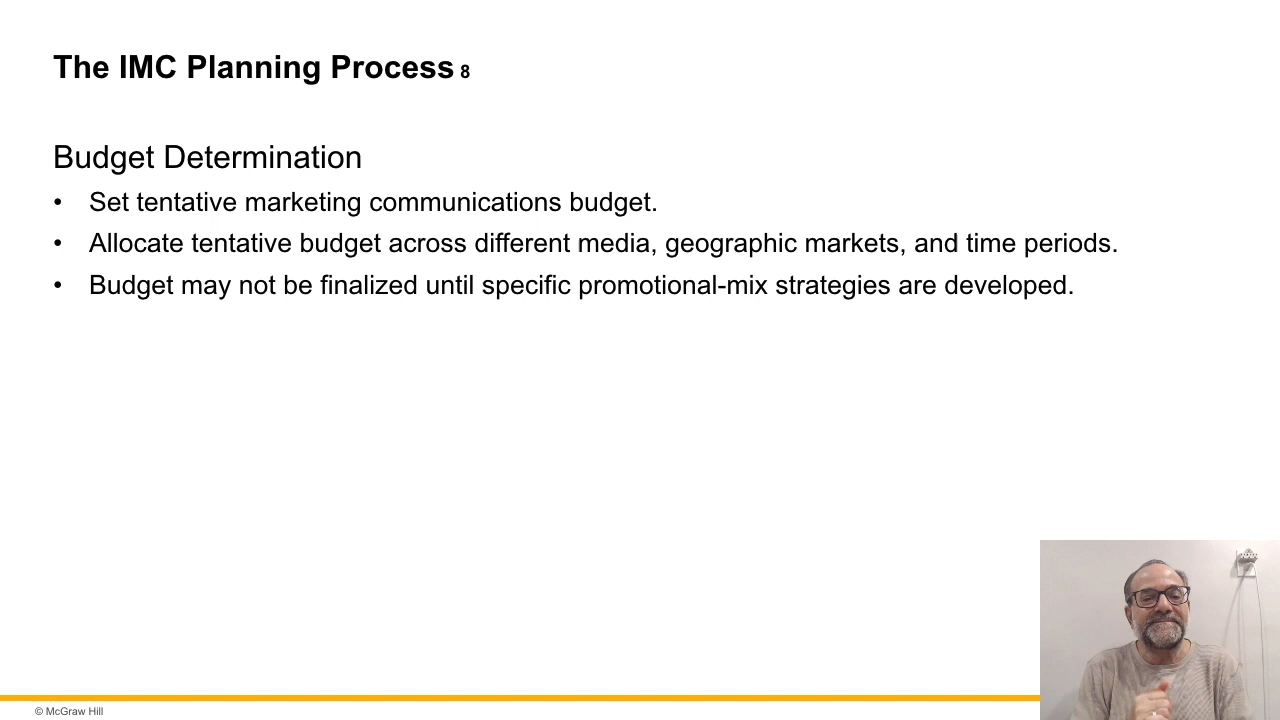 The IMC Planning Process 8
Budget Determination
• Set tentative marketing communications budget.
• Allocate tentative budget across different media, geographic markets, and time periods.
• Budget may not be finalized until specific promotional-mix strategies are developed.
© McGraw Hill